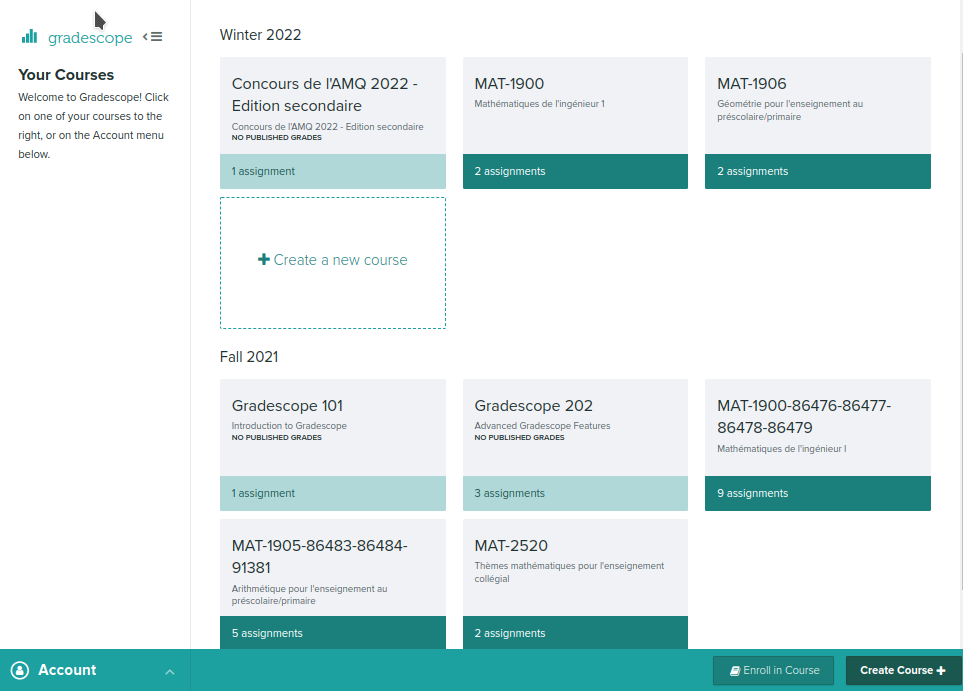 gradescope
Your Courses
Welcome to Gradescope! Click
on one of your courses to the
right, or on the Account menu
below.
Winter 2022
Concours de l'AMQ 2022 -
Edition secondaire
Concours de l'AMQ 2022 - Edition secondaire
NO PUBLISHED GRADES
1 assignment
MAT-1900
Mathématiques de l'ingénieur 1
2 assignments
MAT-1906
Géométrie pour l'enseignement au
préscolaire/primaire
2 assignments
Create a new course
Fall 2021
Gradescope 101
Introduction to Gradescope
NO PUBLISHED GRADES
1 assignment
Gradescope 202
Advanced Gradescope Features
NO PUBLISHED GRADES
3 assignments
MAT-1900-86476-86477-
86478-86479
Mathématiques de l'ingénieur I
9 assignments
MAT-1905-86483-86484-
91381
Arithmétique pour l'enseignement au
préscolaire/primaire
5 assignments
MAT-2520
Thèmes mathématiques pour l'enseignement
collégial
2 assignments
Account
Enroll in Course
Create Course